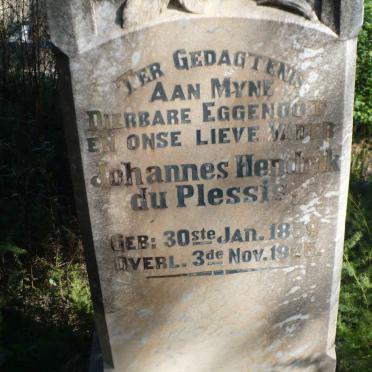 TER GEDAGTENIS
AAN MYNE
DIERBARE EGGENOOT
EN ONSE LIEVE VADER
JOHANNES HENDRIK
DU PLESSIS
GEB: 30STE JAN.
OVERL. 3DE NOV.